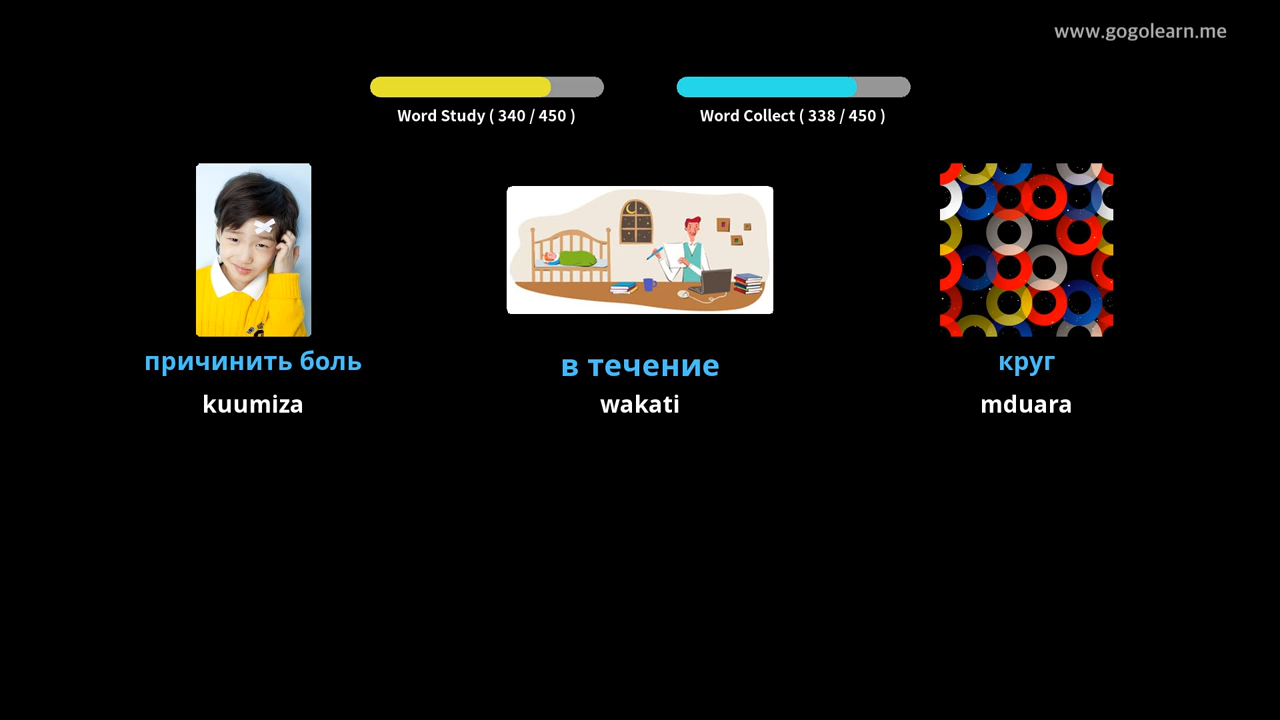 www.gogolearn.me
Word Study ( 340 / 450 )
Word Collect ( 338 / 450 )
причинить боль
kuumiza
в течение
wakati
круг
mduara